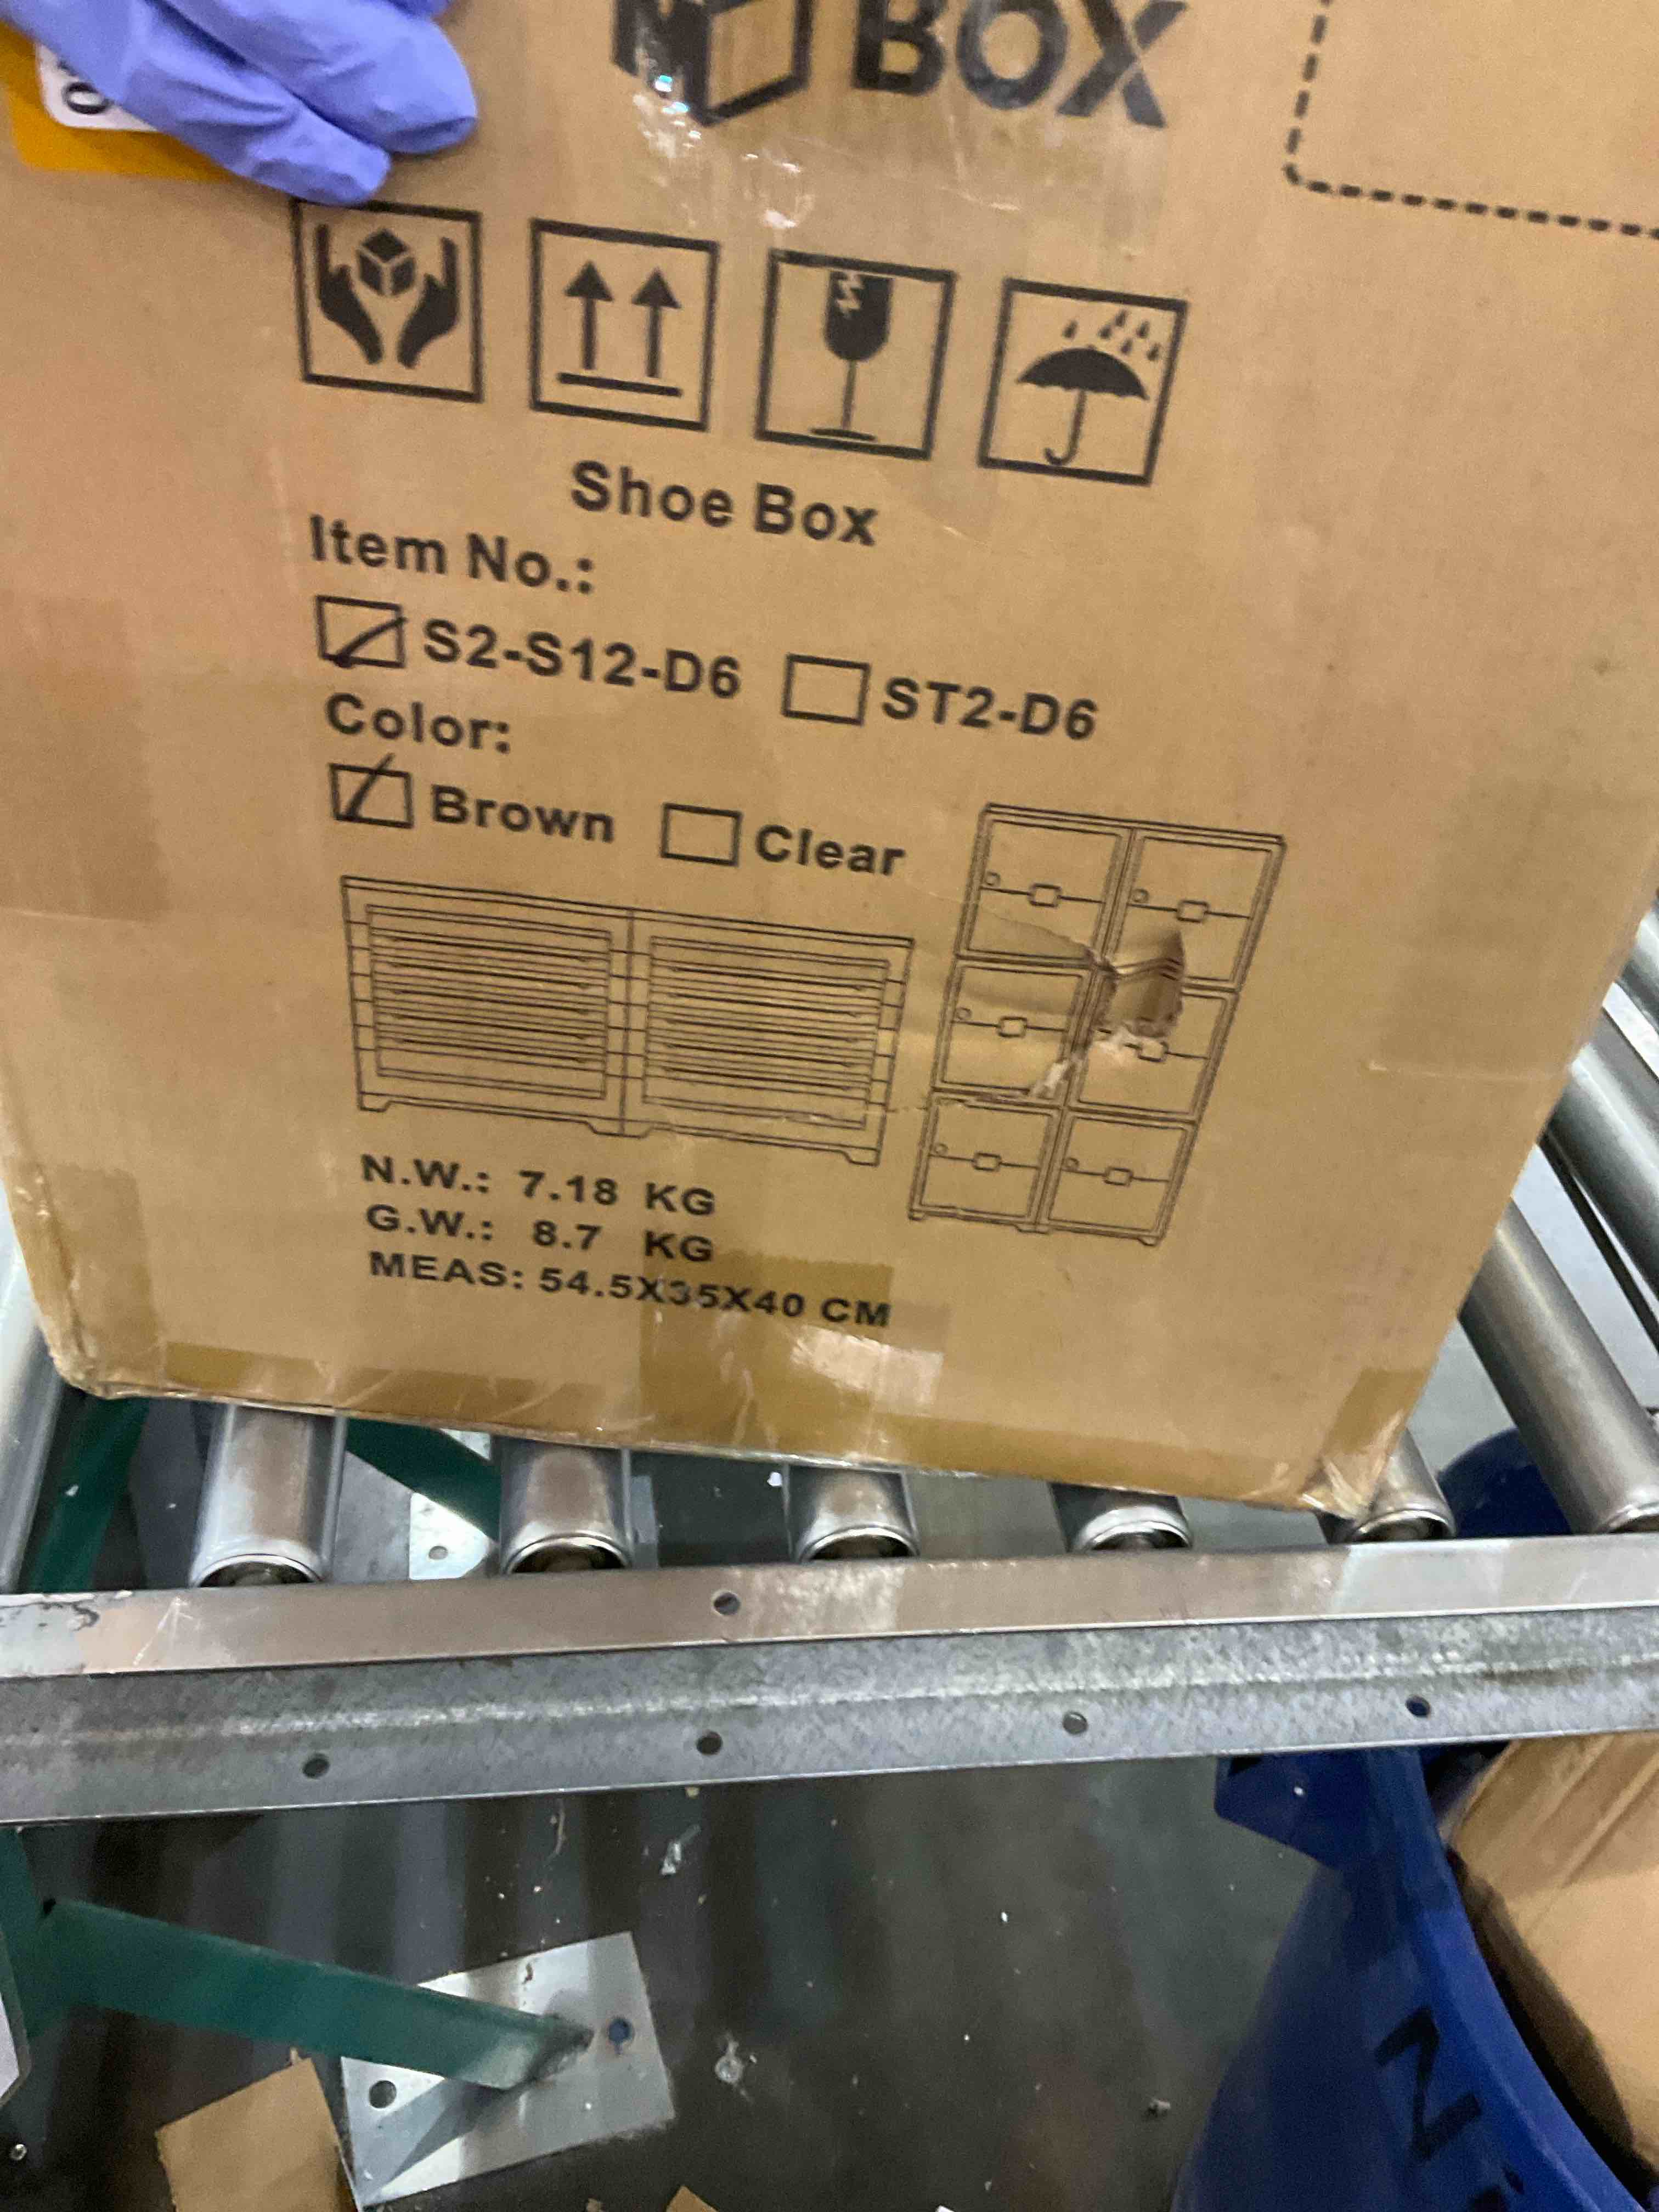 BOX
Shoe Box
Item No.:
S2-S12-D6 ST2-D6
Color:
Brown Clear
N.W.: 7.18 KG
G.W.: 8.7 KG
MEAS: 54.5X35X40 CM